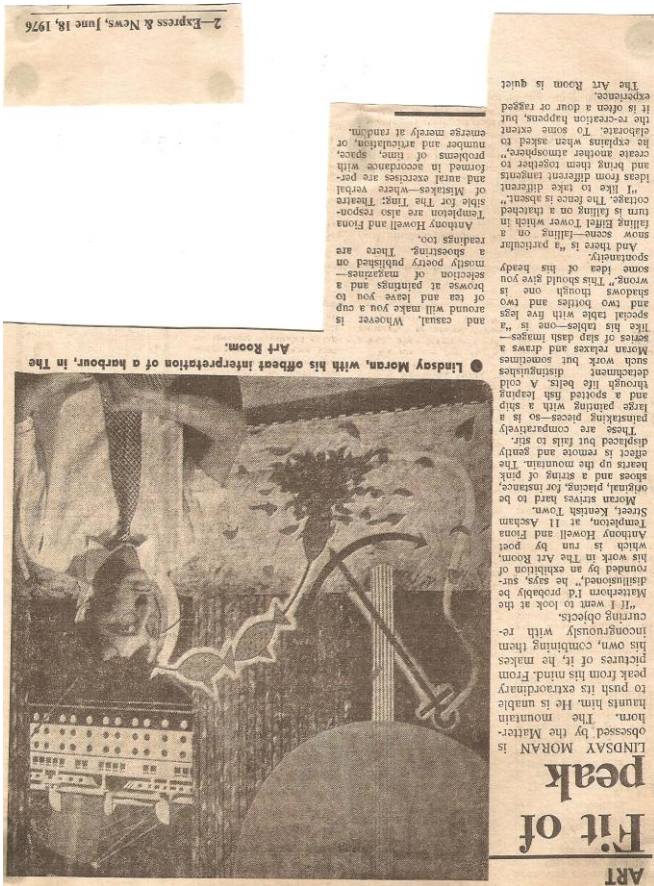 ART
Fit of
peak
LINDSAY MORAN is
obsessed by the Matter-
horn. The mountain
haunts him. He is unable
to push its extraordinary
peak from his mind. From
pictures of it, he makes
his own, combining them
incongruously with re-
curring objects.
"If I went to look at the
Matterhorn I'd probably be
disillusioned," he says, sur-
rounded by an exhibition of
his work in The Art Room,
which is run by poet
Anthony Howell and Fiona
Templeton, at 11 Ascham
Street, Kentish Town.
Moran strives hard to be
original, placing, for instance,
shoes and a string of pink
hearts up the mountain. The
effect is remote and gently
displaced but fails to stir.
These are comparatively
painstaking pieces—so is a
large painting with a ship
and a spotted fish leaping
through life belts. A cold
detachment distinguishes
such work but sometimes
Moran relaxes and draws a
series of slap dash images—
like his tables—one is "a
special table with five legs
and two bottles and two
shadows though one is
wrong." This should give you
some idea of his heady
spontaneity.
And there is "a particular
snow scene—falling on a
falling Eiffel Tower which in
turn is falling on a thatched
cottage. The fence is absent."
"I like to take different
ideas from different tangents
and bring them together to
create another atmosphere,"
he explains when asked to
elaborate. To some extent
the re-creation happens, but
it is often a dour or ragged
experience.
The Art Room is quiet
and casual. Whoever is
around will make you a cup
of tea and leave you to
browse at paintings and a
selection of magazines—
mostly poetry published on
a shoestring. There are
readings too.
Anthony Howell and Fiona
Templeton are also respon-
sible for The Ting: Theatre
of Mistakes—where verbal
and aural exercises are per-
formed in accordance with
problems of time, space,
number and articulation, or
emerge merely at random.
● Lindsay Moran, with his offbeat interpretation of a harbour, in The
Art Room.
2—Express & News, June 18, 1976